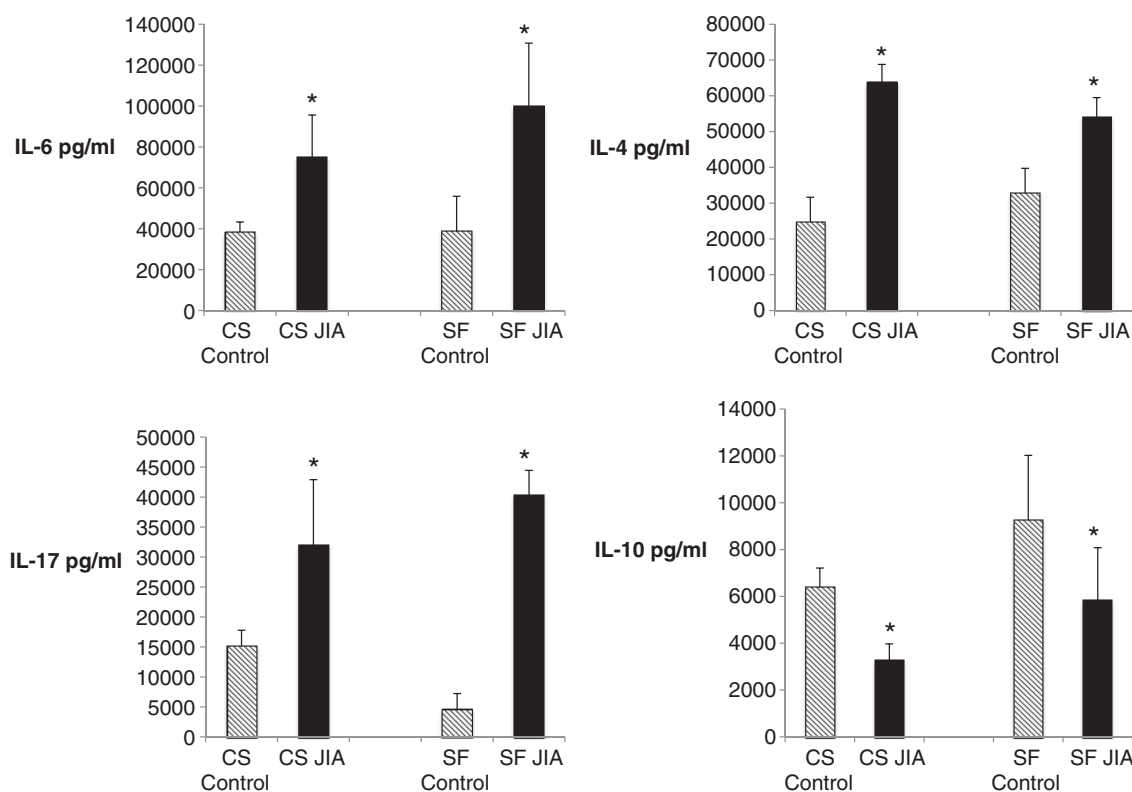 140000
120000
100000
80000
60000
40000
20000
0
IL-6 pg/ml
*
*
CS Control
CS JIA
SF Control
SF JIA
80000
70000
60000
50000
40000
30000
20000
10000
0
IL-4 pg/ml
*
*
CS Control
CS JIA
SF Control
SF JIA
50000
45000
40000
35000
30000
25000
20000
15000
10000
5000
0
IL-17 pg/ml
*
*
CS Control
CS JIA
SF Control
SF JIA
14000
12000
10000
8000
6000
4000
2000
0
IL-10 pg/ml
*
*
CS Control
CS JIA
SF Control
SF JIA